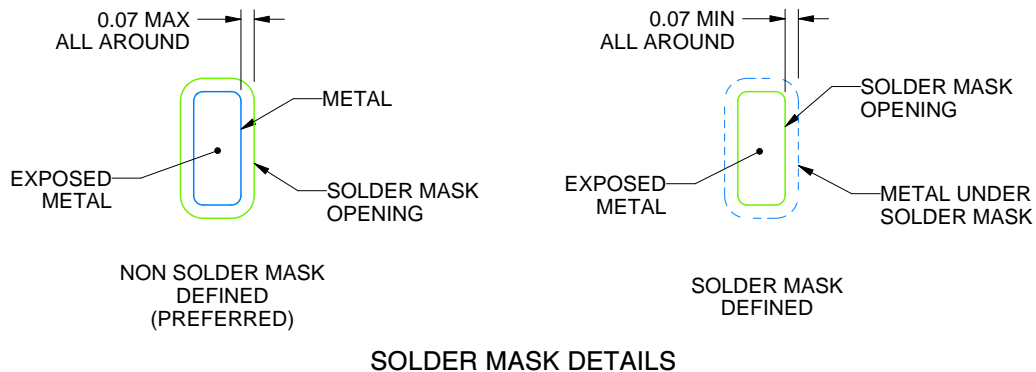 0.07 MAX
ALL AROUND
METAL
EXPOSED
METAL
SOLDER MASK
OPENING
NON SOLDER MASK
DEFINED
(PREFERRED)
0.07 MIN
ALL AROUND
SOLDER MASK
OPENING
EXPOSED
METAL
METAL UNDER
SOLDER MASK
SOLDER MASK
DEFINED
SOLDER MASK DETAILS